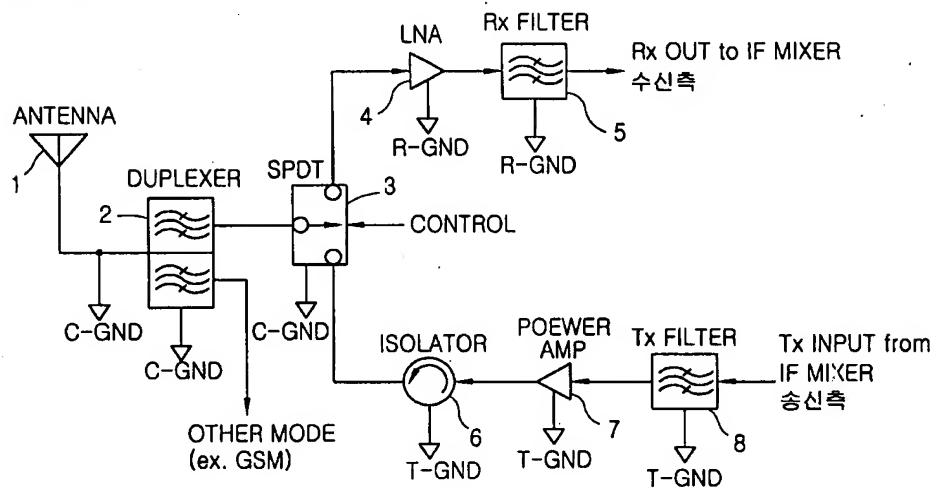 Rx FILTER
LNA
Rx OUT to IF MIXER
수신측
4
5
R-GND
R-GND
ANTENNA
1
DUPLEXER
2
SPDT
3
CONTROL
C-GND
C-GND
C-GND
ISOLATOR
POEWER
AMP
Tx FILTER
Tx INPUT from
IF MIXER
송신측
6
7
8
T-GND
T-GND
T-GND
OTHER MODE
(ex. GSM)